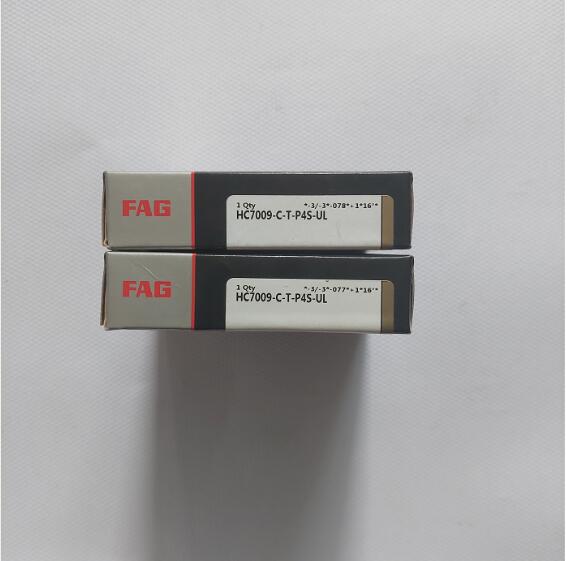 FAG
1 Qty *-3/-3*-078*+1*16'*
HC7009-C-T-P4S-UL
FAG
1 Qty *-3/-3*-077*+1*16'*
HC7009-C-T-P4S-UL